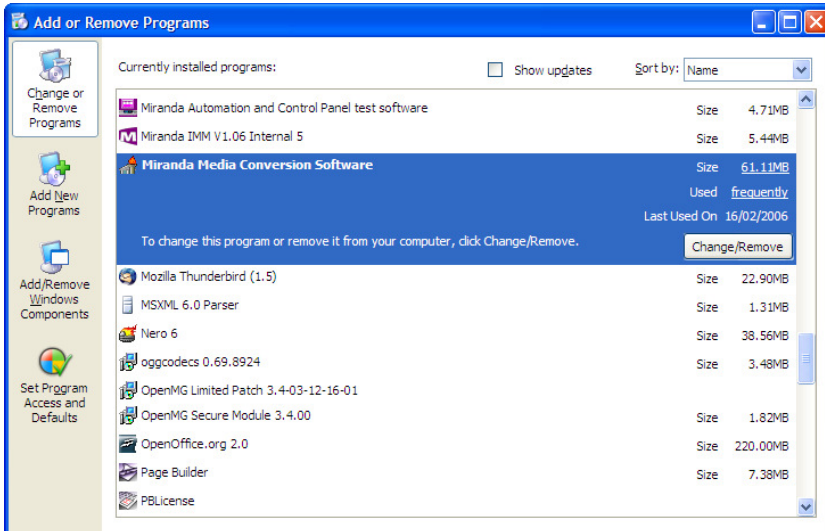 Add or Remove Programs
Change or
Remove
Programs
Add New
Programs
Add/Remove
Windows
Components
Set Program
Access and
Defaults
Currently installed programs: Show updates Sort by: Name
Miranda Automation and Control Panel test software Size 4.71MB
Miranda IMM V1.06 Internal 5 Size 5.44MB
Miranda Media Conversion Software Size 61.11MB
Used frequently
Last Used On 16/02/2006
To change this program or remove it from your computer, click Change/Remove. Change/Remove
Mozilla Thunderbird (1.5) Size 22.90MB
MSXML 6.0 Parser Size 1.31MB
Nero 6 Size 38.56MB
oggcodecs 0.69.8924 Size 3.48MB
OpenMG Limited Patch 3.4-03-12-16-01
OpenMG Secure Module 3.4.00 Size 1.82MB
OpenOffice.org 2.0 Size 220.00MB
Page Builder Size 7.38MB
PBLicense